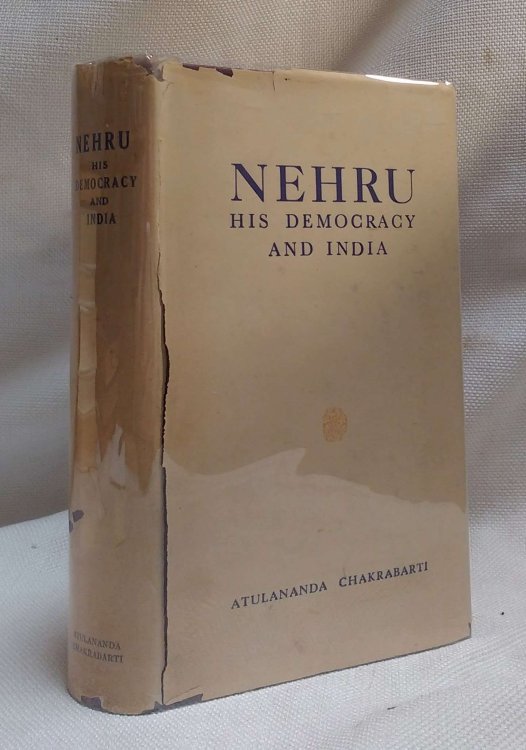 NEHRU
HIS
DEMOCRACY
AND
INDIA
ATULANANDA
CHAKRABARTI
NEHRU
HIS DEMOCRACY
AND INDIA
ATULANANDA CHAKRABARTI